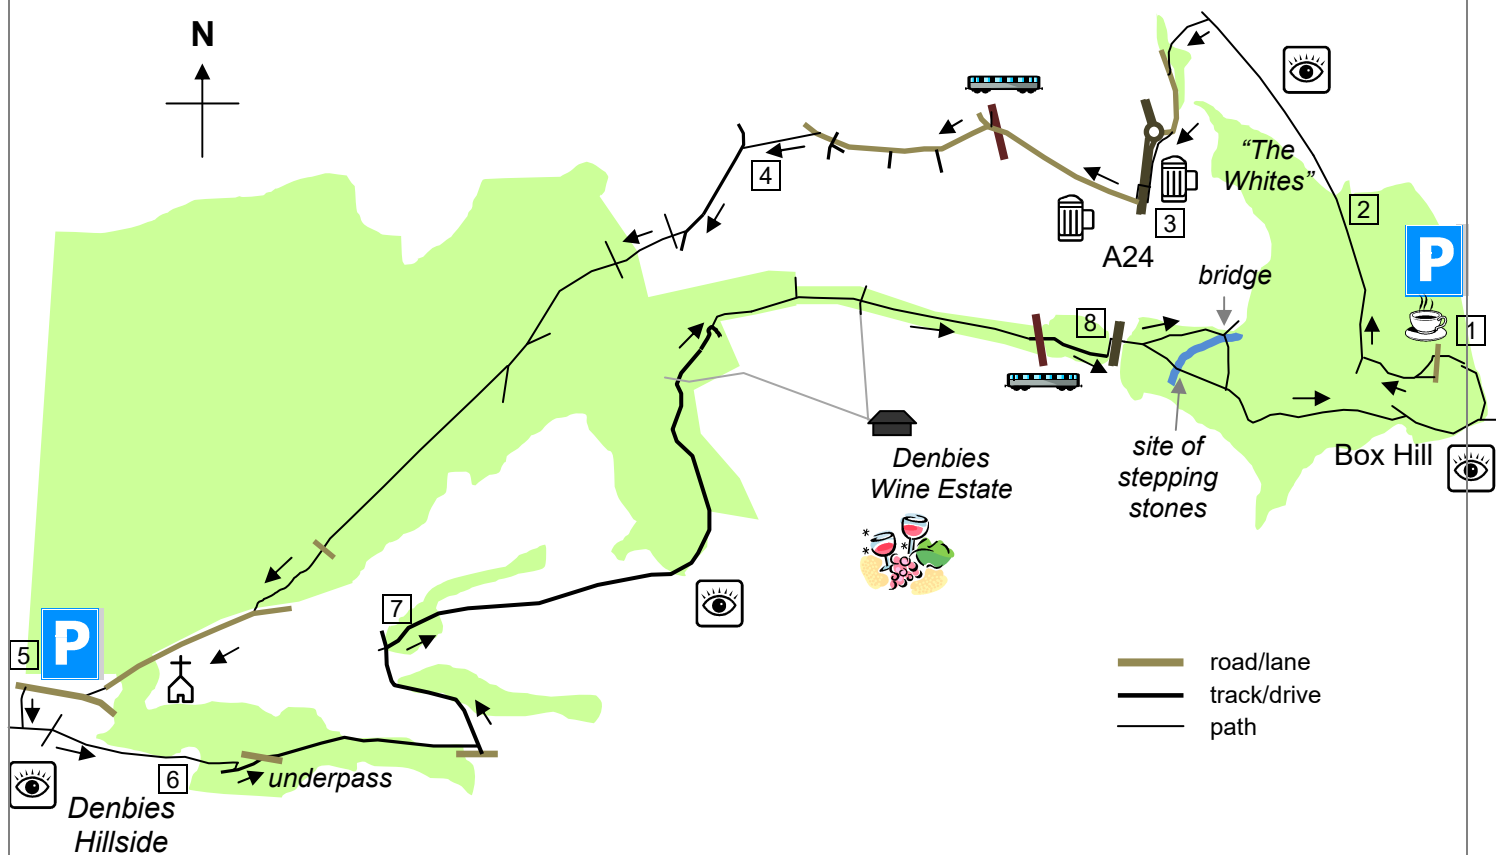 N
“The
Whites”
2
4
3
A24
P
bridge
1
8
Denbies
Wine Estate
site of
stepping
stones
Box Hill
*
*
*
7
P
5
6
underpass
Denbies
Hillside
road/lane
track/drive
path